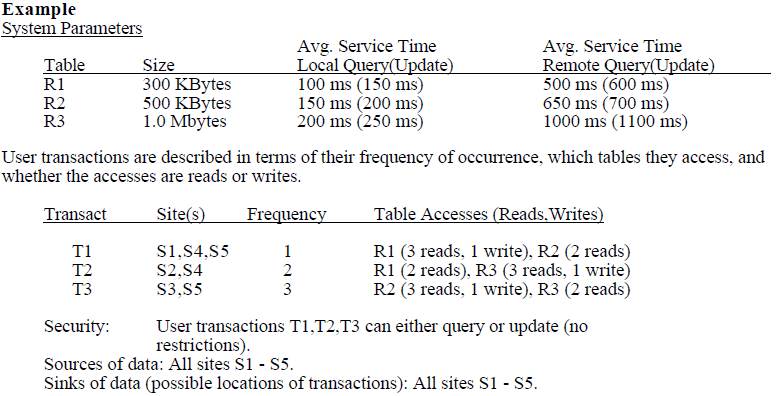 Example
System Parameters
Avg. Service Time Avg. Service Time
Table Size Local Query(Update) Remote Query(Update)
R1 300 KBytes 100 ms (150 ms) 500 ms (600 ms)
R2 500 KBytes 150 ms (200 ms) 650 ms (700 ms)
R3 1.0 Mbytes 200 ms (250 ms) 1000 ms (1100 ms)
User transactions are described in terms of their frequency of occurrence, which tables they access, and
whether the accesses are reads or writes.
Transact Site(s) Frequency Table Accesses (Reads,Writes)
T1 S1,S4,S5 1 R1 (3 reads, 1 write), R2 (2 reads)
T2 S2,S4 2 R1 (2 reads), R3 (3 reads, 1 write)
T3 S3,S5 3 R2 (3 reads, 1 write), R3 (2 reads)
Security: User transactions T1,T2,T3 can either query or update (no
restrictions).
Sources of data: All sites S1 - S5.
Sinks of data (possible locations of transactions): All sites S1 - S5.